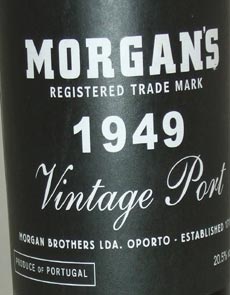 MORGAN'S
REGISTERED TRADE MARK
1949
Vintage Port
MORGAN BROTHERS LDA. OPORTO - ESTABLISHED
PRODUCE OF PORTUGAL
20.5%